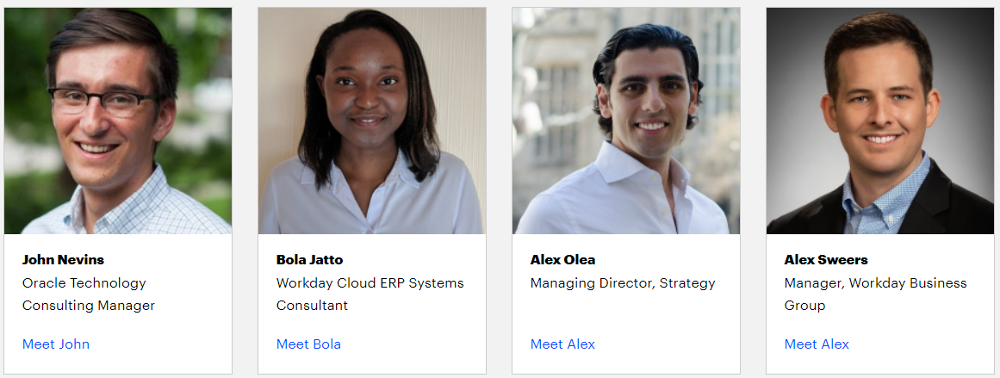 John Nevins
Oracle Technology
Consulting Manager
Meet John
Bola Jatto
Workday Cloud ERP Systems
Consultant
Meet Bola
Alex Olea
Managing Director, Strategy
Meet Alex
Alex Sweers
Manager, Workday Business
Group
Meet Alex